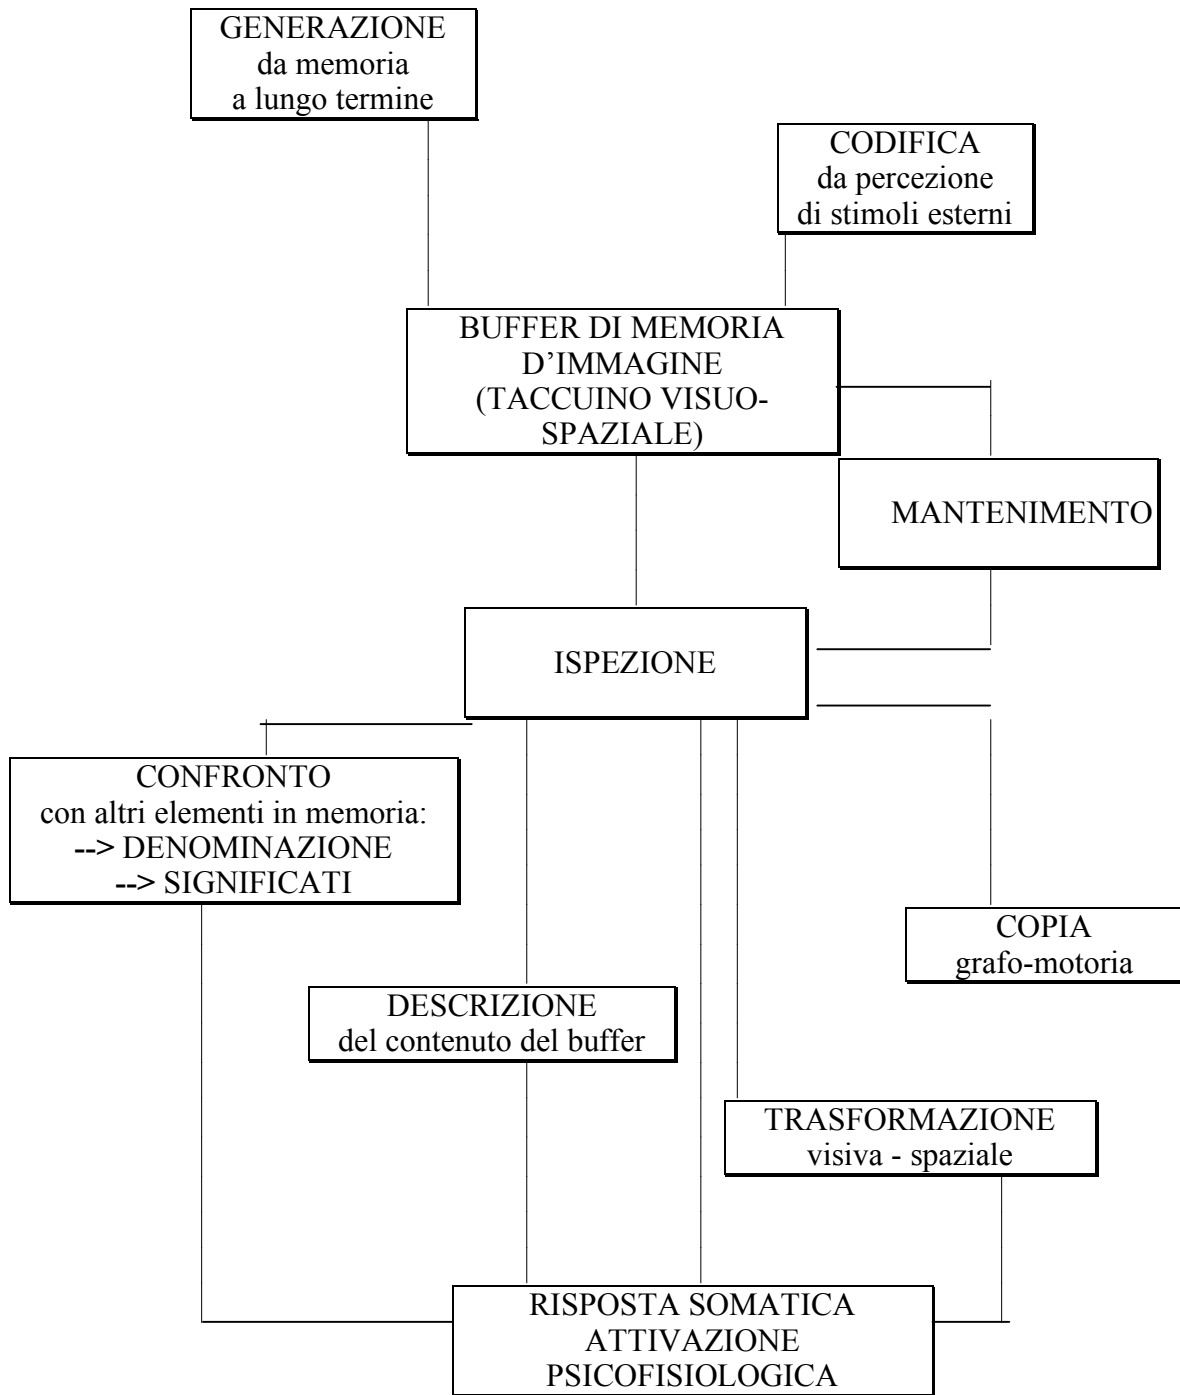 GENERAZIONE
da memoria
a lungo termine
CODIFICA
da percezione
di stimoli esterni
BUFFER DI MEMORIA
D’IMMAGINE
(TACCUINO VISUO-
SPAZIALE)
MANTENIMENTO
ISPEZIONE
CONFRONTO
con altri elementi in memoria:
--> DENOMINAZIONE
--> SIGNIFICATI
COPIA
grafo-motoria
DESCRIZIONE
del contenuto del buffer
TRASFORMAZIONE
visiva - spaziale
RISPOSTA SOMATICA
ATTIVAZIONE
PSICOFISIOLOGICA